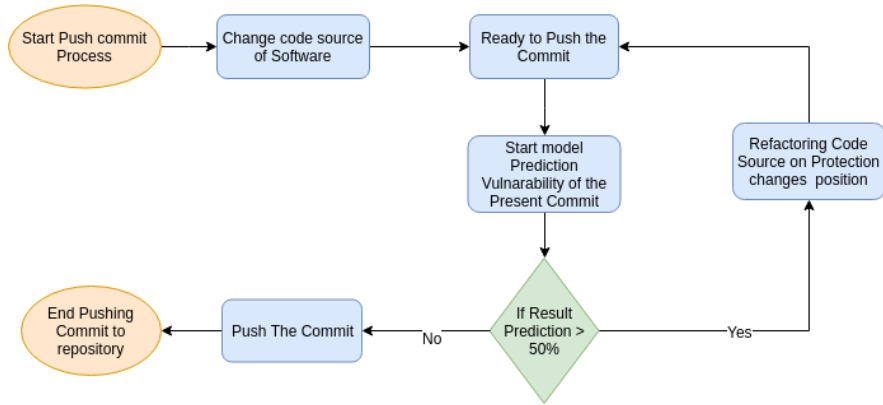 Start Push commit
Process
Change code source
of Software
Ready to Push the
Commit
Start model
Prediction
Vulnarability of the
Present Commit
Refactoring Code
Source on Protection
changes position
If Result
Prediction >
50%
Yes
No
Push The Commit
End Pushing
Commit to
repository